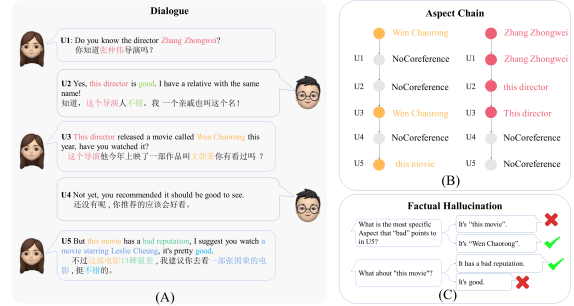 Dialogue
U1: Do you know the director Zhang Zhongwei?
你知道张仲伟导演吗?
U2 Yes, this director is good. I have a relative with the same
name!
知道, 这个导演人不错, 我一个亲戚也叫这个名!
U3 This director released a movie called Wen Chaorong this
year, have you watched it?
这个导演他今年上映了一部作品叫文朝荣你有看过吗 ?
U4 Not yet, you recommended it should be good to see.
还没有呢, 你推荐的应该会好看。
U5 But this movie has a bad reputation, I suggest you watch
a movie starring Leslie Cheung, it's pretty good.
不过这部电影口碑很差, 我建议你去看一部张国荣的电
影, 挺不错的。
(A)
Aspect Chain
Wen Chaorong
Zhang Zhongwei
U1
NoCoreference
U1
Zhang Zhongwei
U2
NoCoreference
U2
this director
U3
Wen Chaorong
U3
This director
U4
NoCoreference
U4
NoCoreference
U5
this movie
U5
NoCoreference
(B)
Factual Hallucination
What is the most specific
Aspect that "bad" points to
in U5?
It's "this movie".
It's "Wen Chaorong".
What about "this movie"?
It has a bad reputation.
It's good.
(C)